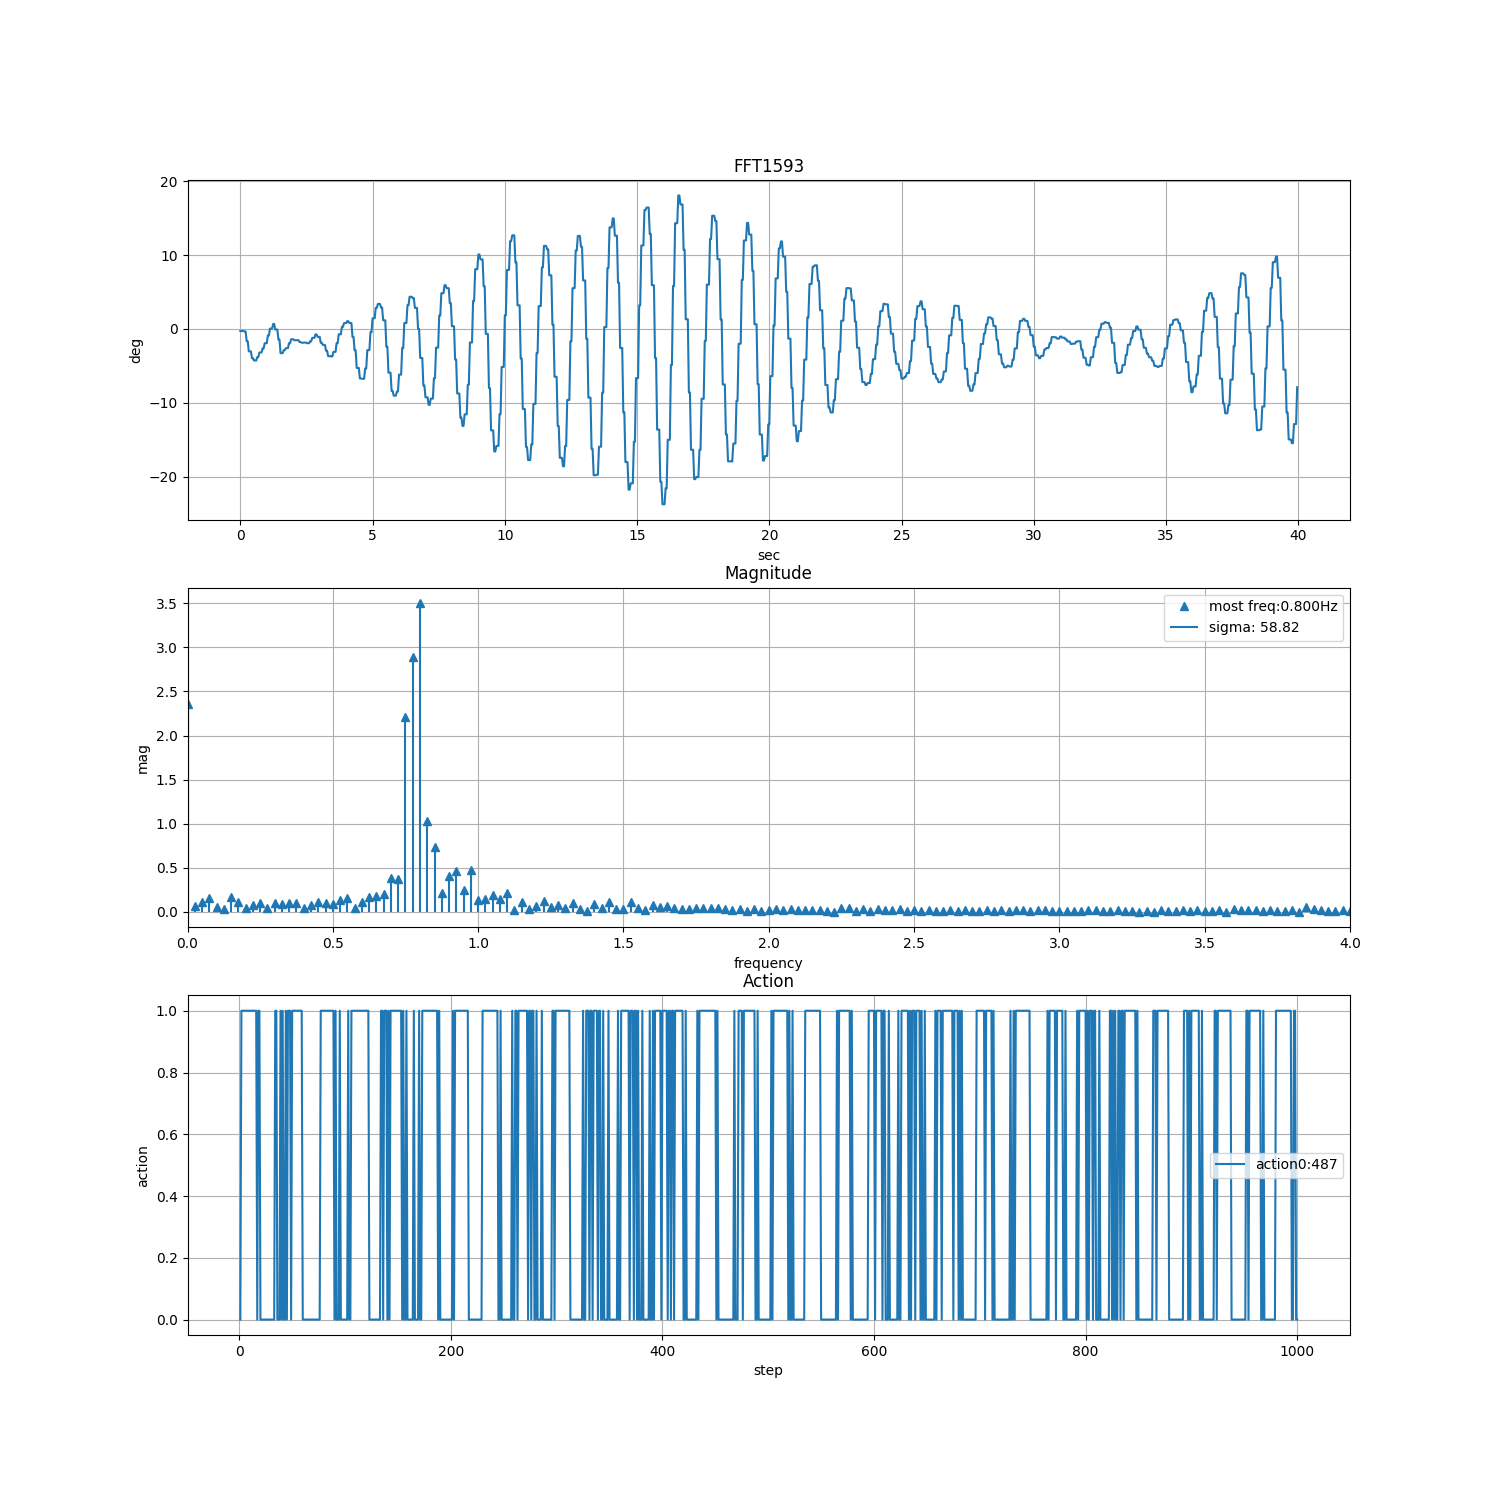 FFT1593
20
10
0
−10
−20
deg
0 5 10 15 20 25 30 35 40
sec
Magnitude
most freq:0.800Hz
sigma: 58.82
3.5
3.0
2.5
2.0
1.5
1.0
0.5
0.0
mag
0.0 0.5 1.0 1.5 2.0 2.5 3.0 3.5 4.0
frequency
Action
1.0
0.8
0.6
0.4
0.2
0.0
action
action0:487
0 200 400 600 800 1000
step